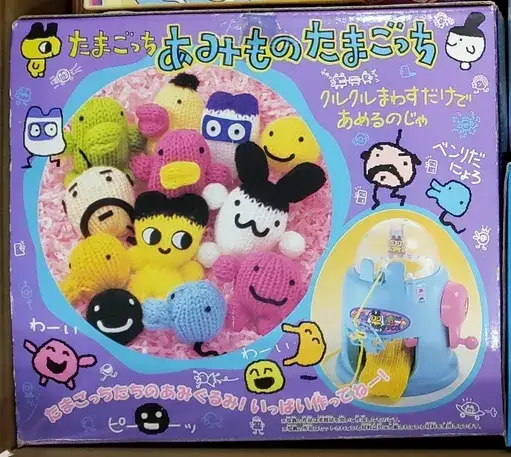 たまごっち あみものたまごっち
クルクルまわすだけで
あめるのじゃ
ベンリだ
にょろ
わーい
わーい
たまごっちたちのあみぐるみ!いっぱい作ってねー!
ピーーッ